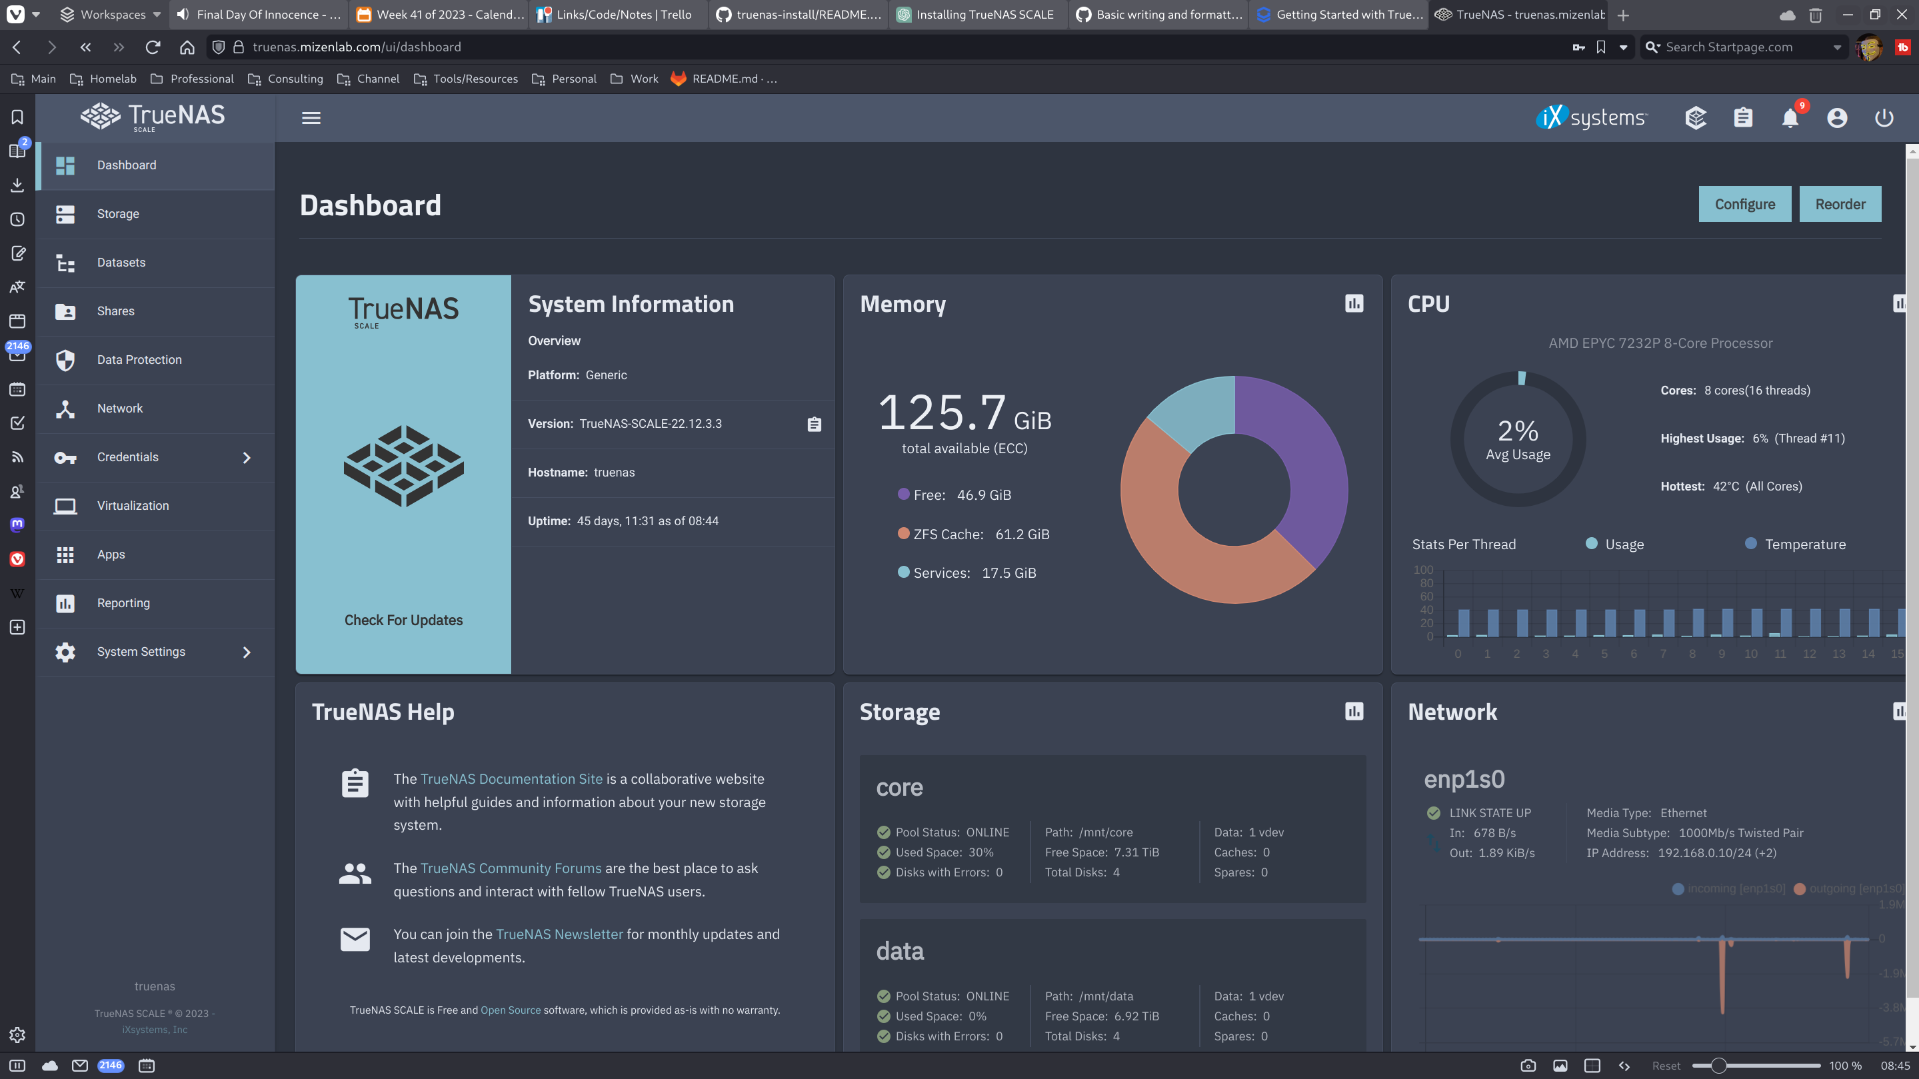 Workspaces
Final Day Of Innocence - ...
Week 41 of 2023 - Calend...
Links/Code/Notes | Trello
truenas-install/README....
Installing TrueNAS SCALE
Basic writing and formatt...
Getting Started with True...
TrueNAS - truenas.mizenlab
truenas.mizenlab.com/ui/dashboard
Search Startpage.com
Main
Homelab
Professional
Consulting
Channel
Tools/Resources
Personal
Work
README.md · ...
TrueNAS
SCALE
iXsystems
9
2
2146
Dashboard
Storage
Datasets
Shares
Data Protection
Network
Credentials
Virtualization
Apps
Reporting
System Settings
truenas
TrueNAS SCALE ® © 2023 -
iXsystems, Inc
Dashboard
Configure
Reorder
TrueNAS
SCALE
Check For Updates
System Information
Overview
Platform: Generic
Version: TrueNAS-SCALE-22.12.3.3
Hostname: truenas
Uptime: 45 days, 11:31 as of 08:44
Memory
125.7 GiB
total available (ECC)
Free: 46.9 GiB
ZFS Cache: 61.2 GiB
Services: 17.5 GiB
CPU
AMD EPYC 7232P 8-Core Processor
2%
Avg Usage
Cores: 8 cores(16 threads)
Highest Usage: 6% (Thread #11)
Hottest: 42°C (All Cores)
Stats Per Thread
Usage
Temperature
100
80
60
40
20
0
0 1 2 3 4 5 6 7 8 9 10 11 12 13 14 15
TrueNAS Help
The TrueNAS Documentation Site is a collaborative website
with helpful guides and information about your new storage
system.
The TrueNAS Community Forums are the best place to ask
questions and interact with fellow TrueNAS users.
You can join the TrueNAS Newsletter for monthly updates and
latest developments.
TrueNAS SCALE is Free and Open Source software, which is provided as-is with no warranty.
Storage
core
Pool Status: ONLINE
Used Space: 30%
Disks with Errors: 0
Path: /mnt/core
Free Space: 7.31 TiB
Total Disks: 4
Data: 1 vdev
Caches: 0
Spares: 0
data
Pool Status: ONLINE
Used Space: 0%
Disks with Errors: 0
Path: /mnt/data
Free Space: 6.92 TiB
Total Disks: 4
Data: 1 vdev
Caches: 0
Spares: 0
Network
enp1s0
LINK STATE UP
In: 678 B/s
Out: 1.89 KiB/s
Media Type: Ethernet
Media Subtype: 1000Mb/s Twisted Pair
IP Address: 192.168.0.10/24 (+2)
incoming [enp1s0]
outgoing [enp1s0]
1.9M
0
-1.9M
-3.8M
-5.7M
2146
Reset
100 %
08:45